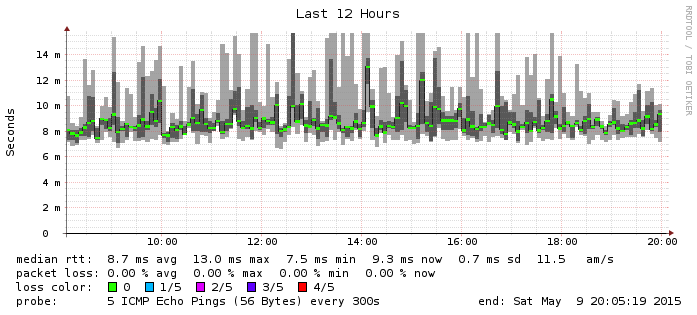 Last 12 Hours
RRDTOOL / TOBI OETIKER
Seconds
14 m
12 m
10 m
8 m
6 m
4 m
2 m
0
10:00 12:00 14:00 16:00 18:00 20:00
median rtt: 8.7 ms avg 13.0 ms max 7.5 ms min 9.3 ms now 0.7 ms sd 11.5 am/s
packet loss: 0.00 % avg 0.00 % max 0.00 % min 0.00 % now
loss color: 0 1/5 2/5 3/5 4/5
probe: 5 ICMP Echo Pings (56 Bytes) every 300s end: Sat May 9 20:05:19 2015